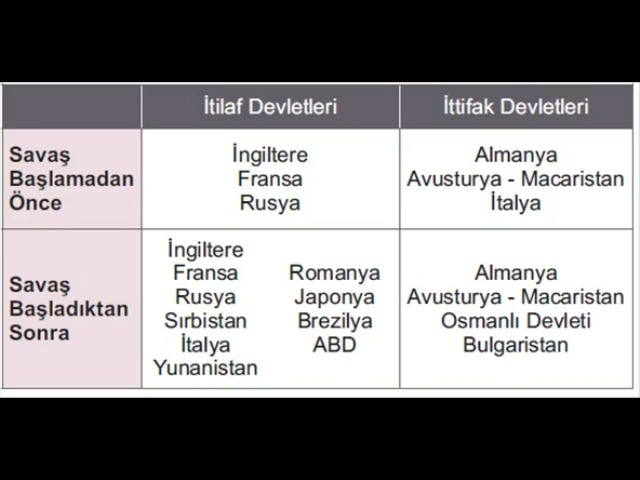 İtilaf Devletleri
İttifak Devletleri
Savaş
Başlamadan
Önce
İngiltere
Fransa
Rusya
Almanya
Avusturya - Macaristan
İtalya
Savaş
Başladıktan
Sonra
İngiltere
Fransa
Rusya
Sırbistan
İtalya
Yunanistan
Romanya
Japonya
Brezilya
ABD
Almanya
Avusturya - Macaristan
Osmanlı Devleti
Bulgaristan